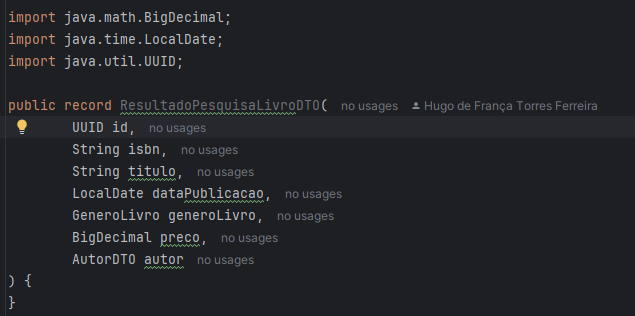 import java.math.BigDecimal;
import java.time.LocalDate;
import java.util.UUID;
public record ResultadoPesquisaLivroDTO( no usages Hugo de França Torres Ferreira
UUID id, no usages
String isbn, no usages
String titulo, no usages
LocalDate dataPublicacao, no usages
GeneroLivro generoLivro, no usages
BigDecimal preco, no usages
AutorDTO autor no usages
) {
}